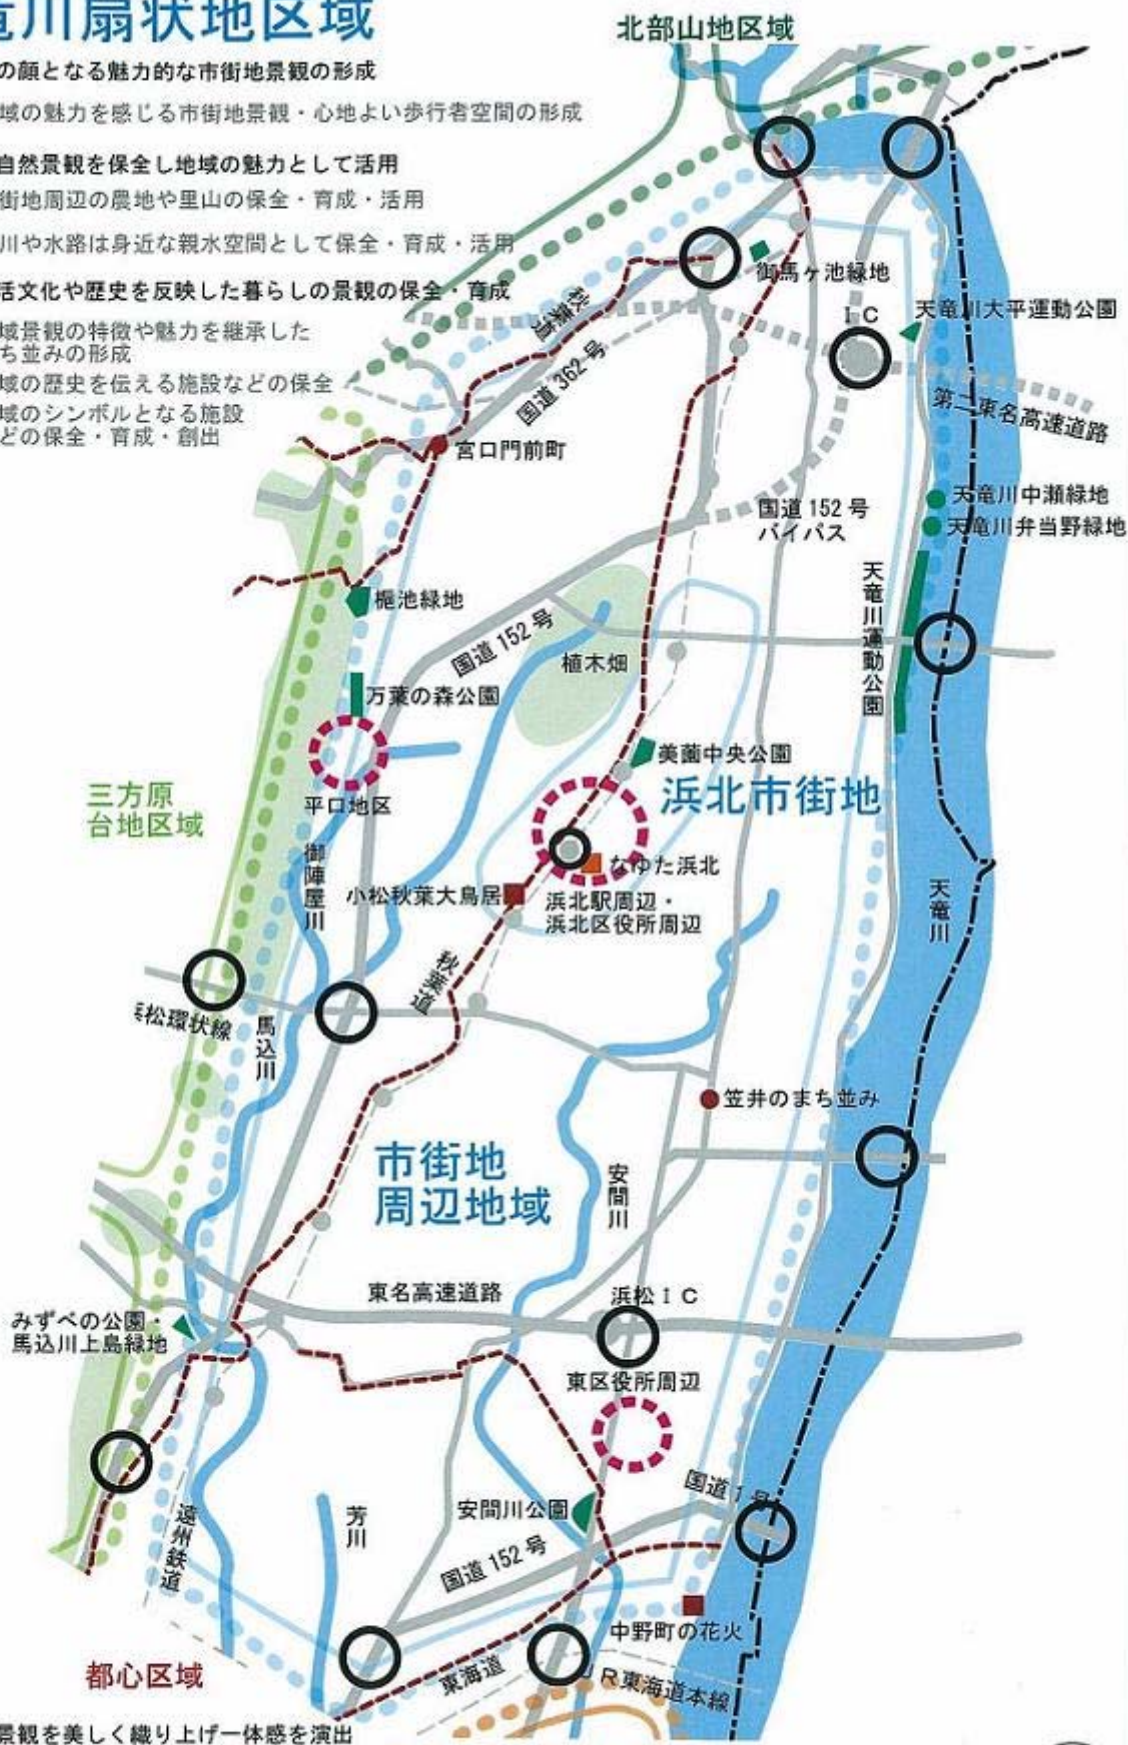 竜川扇状地区域
の顔となる魅力的な市街地景観の形成
域の魅力を感じる市街地景観・心地よい歩行者空間の形成
自然景観を保全し地域の魅力として活用
街地周辺の農地や里山の保全・育成・活用
川や水路は身近な親水空間として保全・育成・活用
活文化や歴史を反映した暮らしの景観の保全・育成
域景観の特徴や魅力を継承した
ち並みの形成
域の歴史を伝える施設などの保全
域のシンボルとなる施設
どの保全・育成・創出
北部山地区域
御馬ヶ池緑地
IC
天竜川大平運動公園
秋葉道
国道362号
第二東名高速道路
宮口門前町
天竜川中瀬緑地
国道152号
バイパス
天竜川弁当野緑地
天竜川運動公園
梔池緑地
国道152号
植木畑
万葉の森公園
美薗中央公園
三方原
台地区域
平口地区
浜北市街地
御陣屋川
なゆた浜北
小松秋葉大鳥居
浜北駅周辺・
浜北区役所周辺
天竜川
秋葉道
松環状線
馬込川
笠井のまち並み
市街地
周辺地域
安間川
東名高速道路
浜松IC
みずべの公園・
馬込川上島緑地
東区役所周辺
国道1号
遠州鉄道
芳川
安間川公園
国道152号
中野町の花火
都心区域
東海道
JR東海道本線
景観を美しく織り上げ一体感を演出